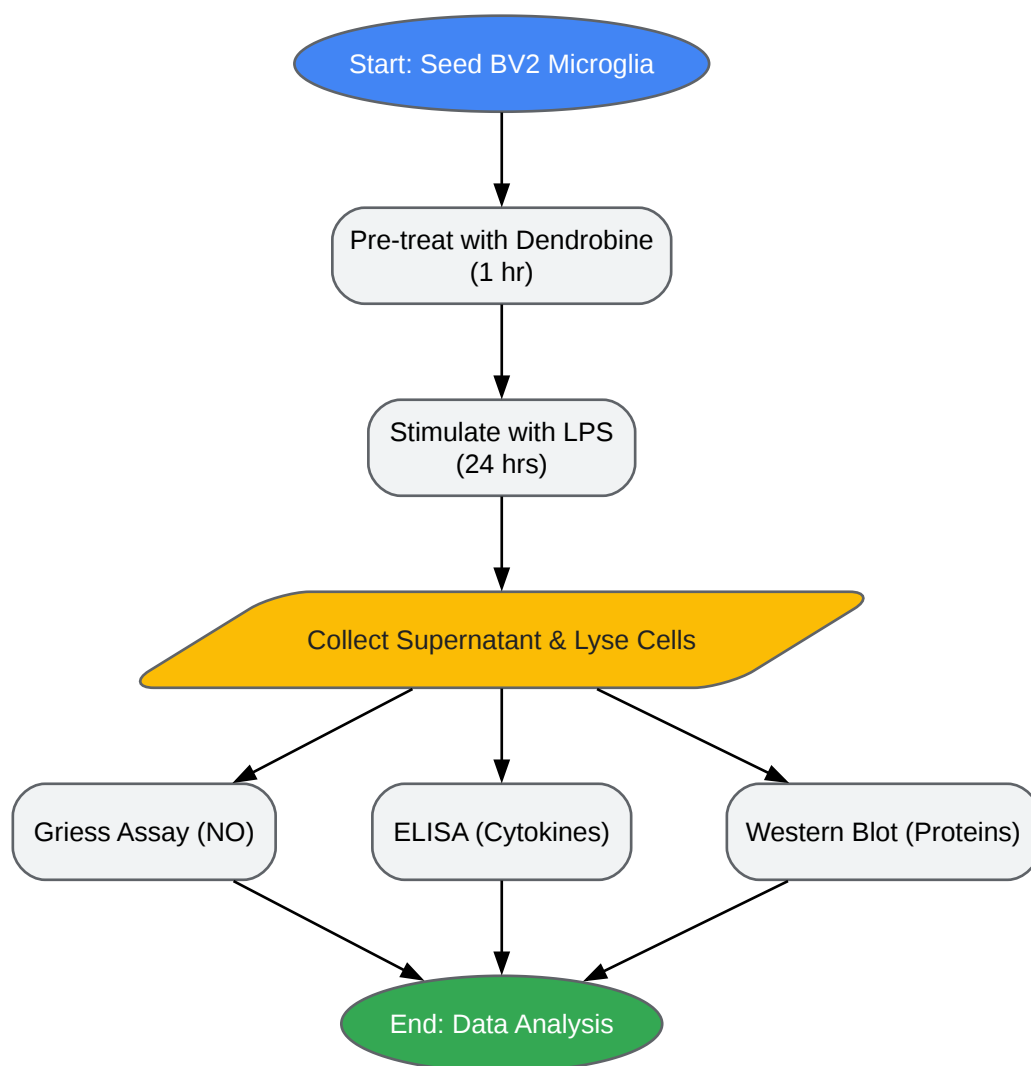 Start: Seed BV2 Microglia
Pre-treat with Dendrobine
(1 hr)
Stimulate with LPS
(24 hrs)
Collect Supernatant & Lyse Cells
Griess Assay (NO)
ELISA (Cytokines)
Western Blot (Proteins)
End: Data Analysis